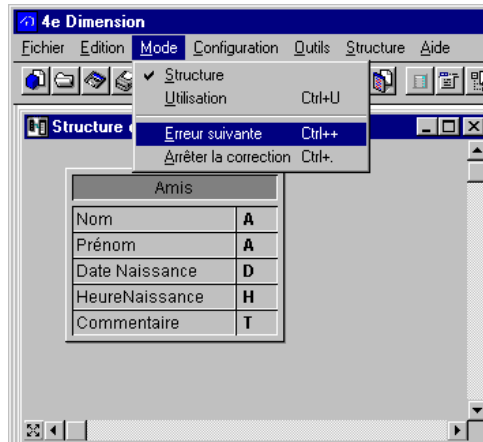 4e Dimension
Fichier Edition Mode Configuration Outils Structure Aide
Structure
Utilisation Ctrl+U
Erreur suivante Ctrl++
Arrêter la correction Ctrl+.
Structure
Amis
Nom A
Prénom A
Date Naissance D
HeureNaissance H
Commentaire T